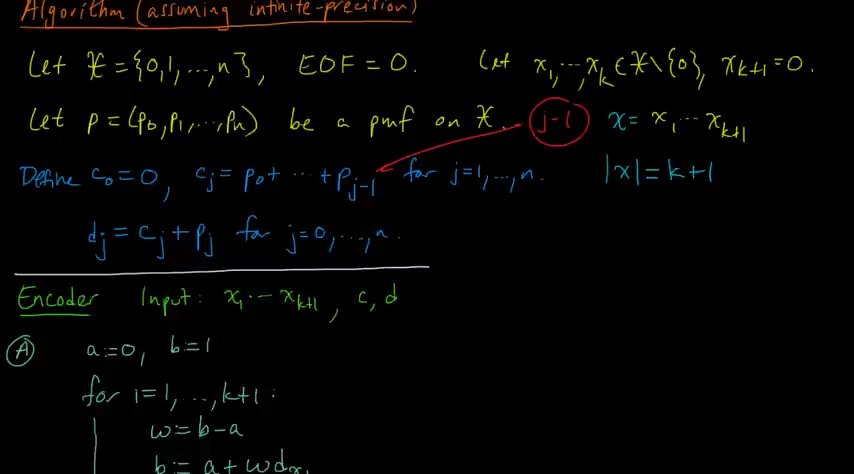 Algorithm (assuming infinite-precision)
Let X = {0,1,...,n}, EOF = 0. Let x₁,...,xₖ ∈ X\{0}, xₖ₊₁=0.
Let p = (p₀,p₁,...,pₙ) be a pmf on X. j-1 x = x₁...xₖ₊₁
Define c₀=0, cⱼ= p₀+ ... + pⱼ₋₁ for j=1,...,n. |x|=k+1
dⱼ = cⱼ+pⱼ for j=0,...,n.
Encoder Input: x₁...xₖ₊₁, c, d
A a:=0, b:=1
for i=1,...,k+1:
w:= b-a
b:= a + w d